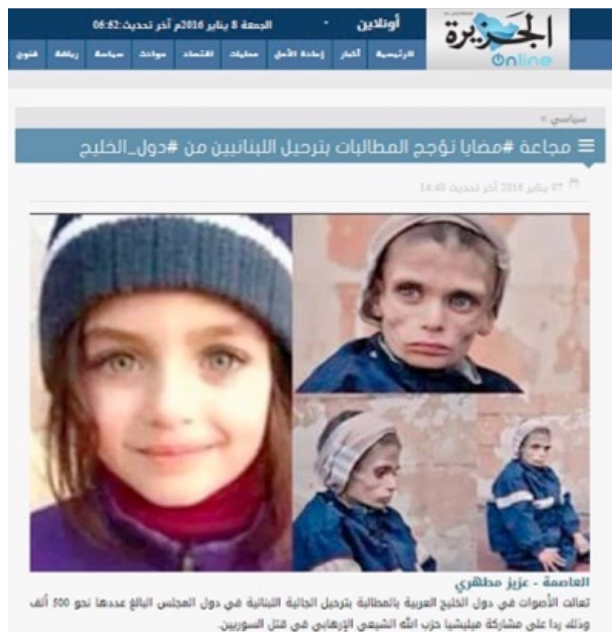 الجزيرة
Online
أونلاين
الجمعة 8 يناير 2016م آخر تحديث:06:52
الرئيسية أخبار إعادة الأمل محليات اقتصاد حوادث سياسة رياضة فنون
سياسي »
مجاعة #مضايا تؤجج المطالبات بترحيل اللبنانيين من #دول_الخليج
07 يناير 2016 آخر تحديث 14:40
العاصمة - عزيز مطهري
تعالت الأصوات في دول الخليج العربية بالمطالبة بترحيل الجالية اللبنانية في دول المجلس البالغ عددها نحو 500 ألف
وذلك ردا على مشاركة ميليشيا حزب الله الشيعي الإرهابي في قتل السوريين.